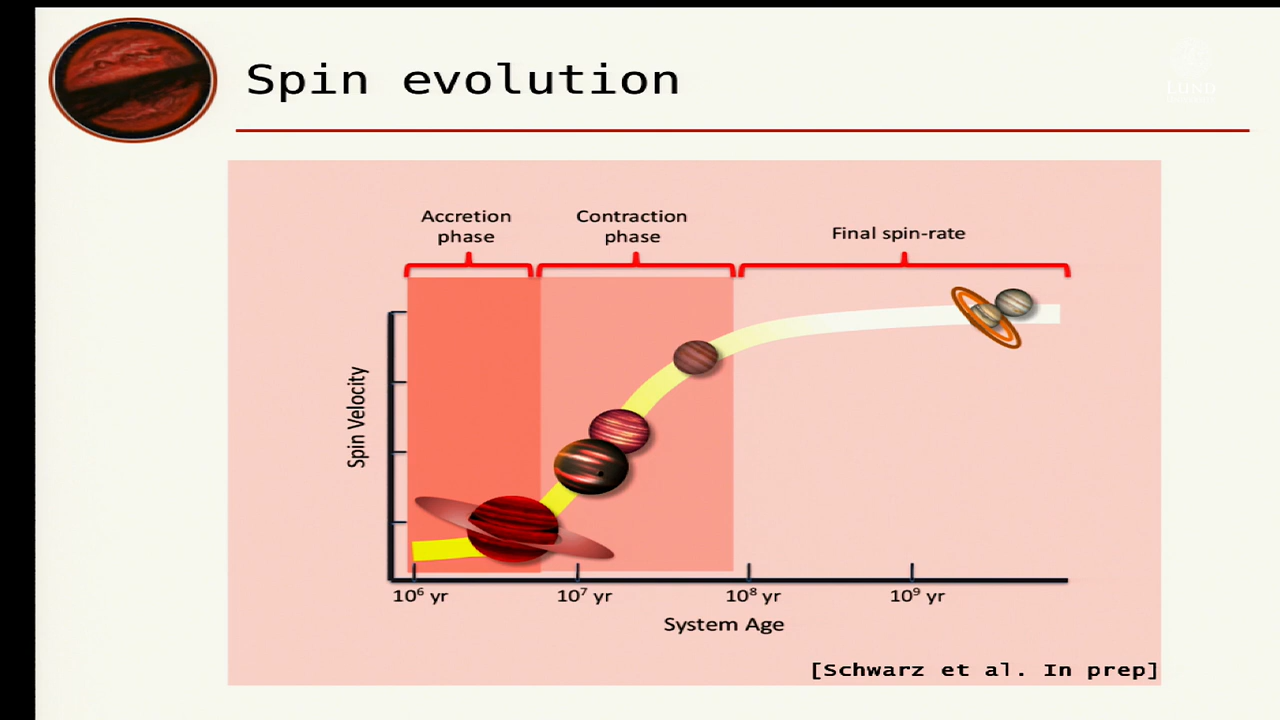 Spin evolution
LUND
Accretion
phase
Contraction
phase
Final spin-rate
Spin Velocity
10⁶ yr
10⁷ yr
10⁸ yr
10⁹ yr
System Age
[Schwarz et al. In prep]